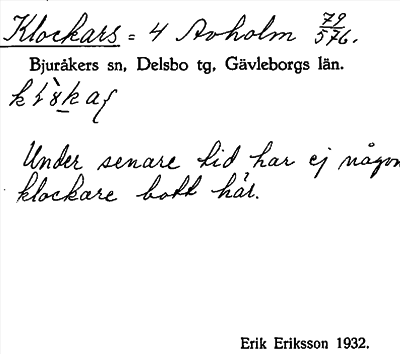 Klockars = 4 Avholm 79/576.
Bjuråkers sn, Delsbo tg, Gävleborgs län.
Under senare tid har ej någon
klockare bott här.
Erik Eriksson 1932.